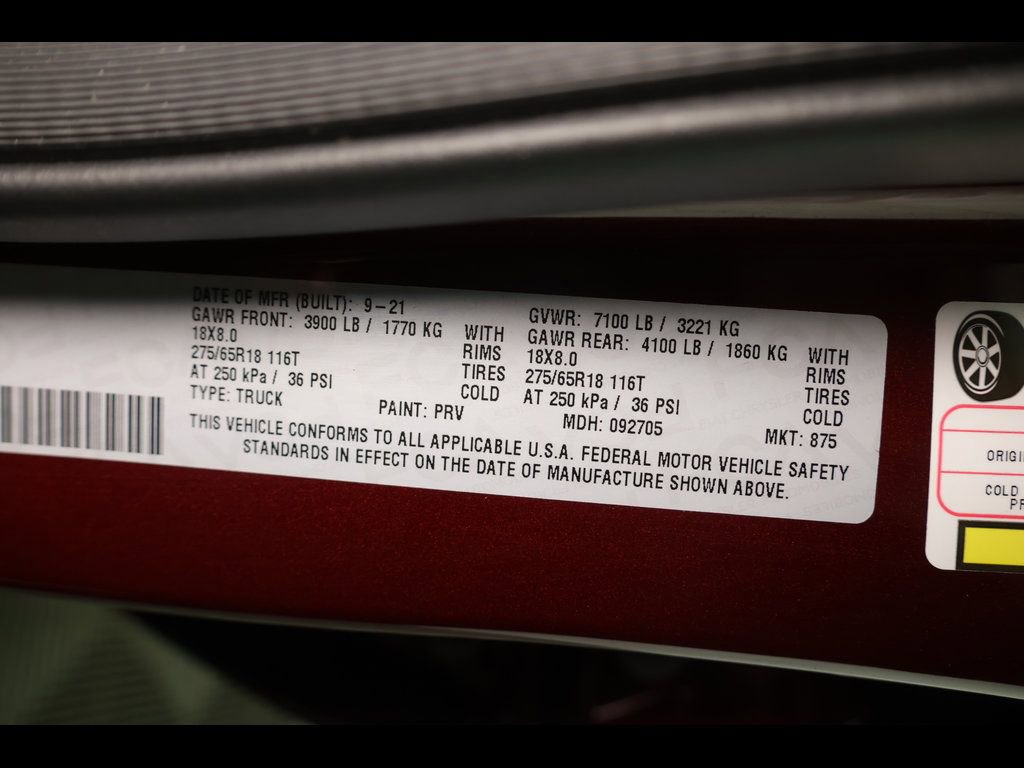 DATE OF MFR (BUILT): 9-21
GVWR: 7100 LB / 3221 KG
GAWR FRONT: 3900 LB / 1770 KG WITH
GAWR REAR: 4100 LB / 1860 KG WITH
18X8.0 RIMS
18X8.0 RIMS
275/65R18 116T TIRES
275/65R18 116T TIRES
AT 250 kPa / 36 PSI COLD
AT 250 kPa / 36 PSI COLD
TYPE: TRUCK PAINT: PRV MDH: 092705 MKT: 875
THIS VEHICLE CONFORMS TO ALL APPLICABLE U.S.A. FEDERAL MOTOR VEHICLE SAFETY
STANDARDS IN EFFECT ON THE DATE OF MANUFACTURE SHOWN ABOVE.
COLD